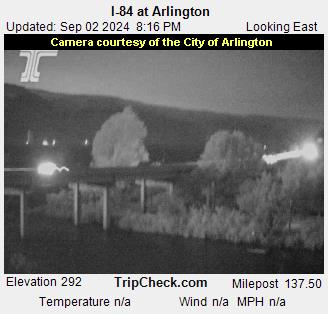 I-84 at Arlington
Updated: Sep 02 2024 8:16 PM Looking East
Camera courtesy of the City of Arlington
Elevation 292 TripCheck.com Milepost 137.50
Temperature n/a Wind n/a MPH n/a